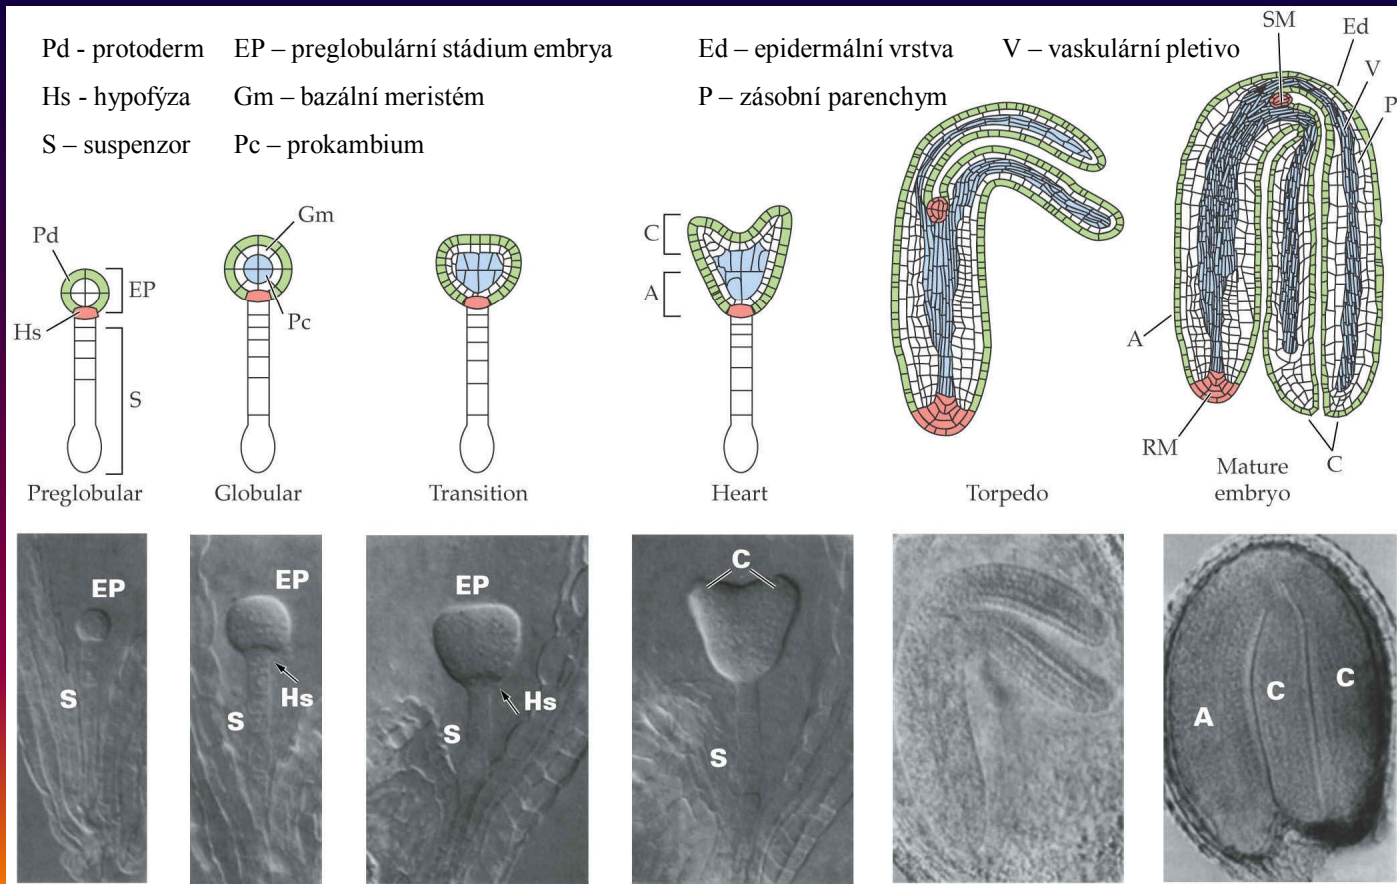 Pd - protoderm EP – preglobulární stádium embrya Ed – epidermální vrstva V – vaskulární pletivo
Hs - hypofýza Gm – bazální meristém P – zásobní parenchym
S – suspenzor Pc – prokambium
SM
Ed
V
P
Pd
EP
Hs
S
Gm
Pc
C
A
A
RM
C
Preglobular
Globular
Transition
Heart
Torpedo
Mature
embryo
EP
S
EP
Hs
S
EP
Hs
S
C
S
A
C
C